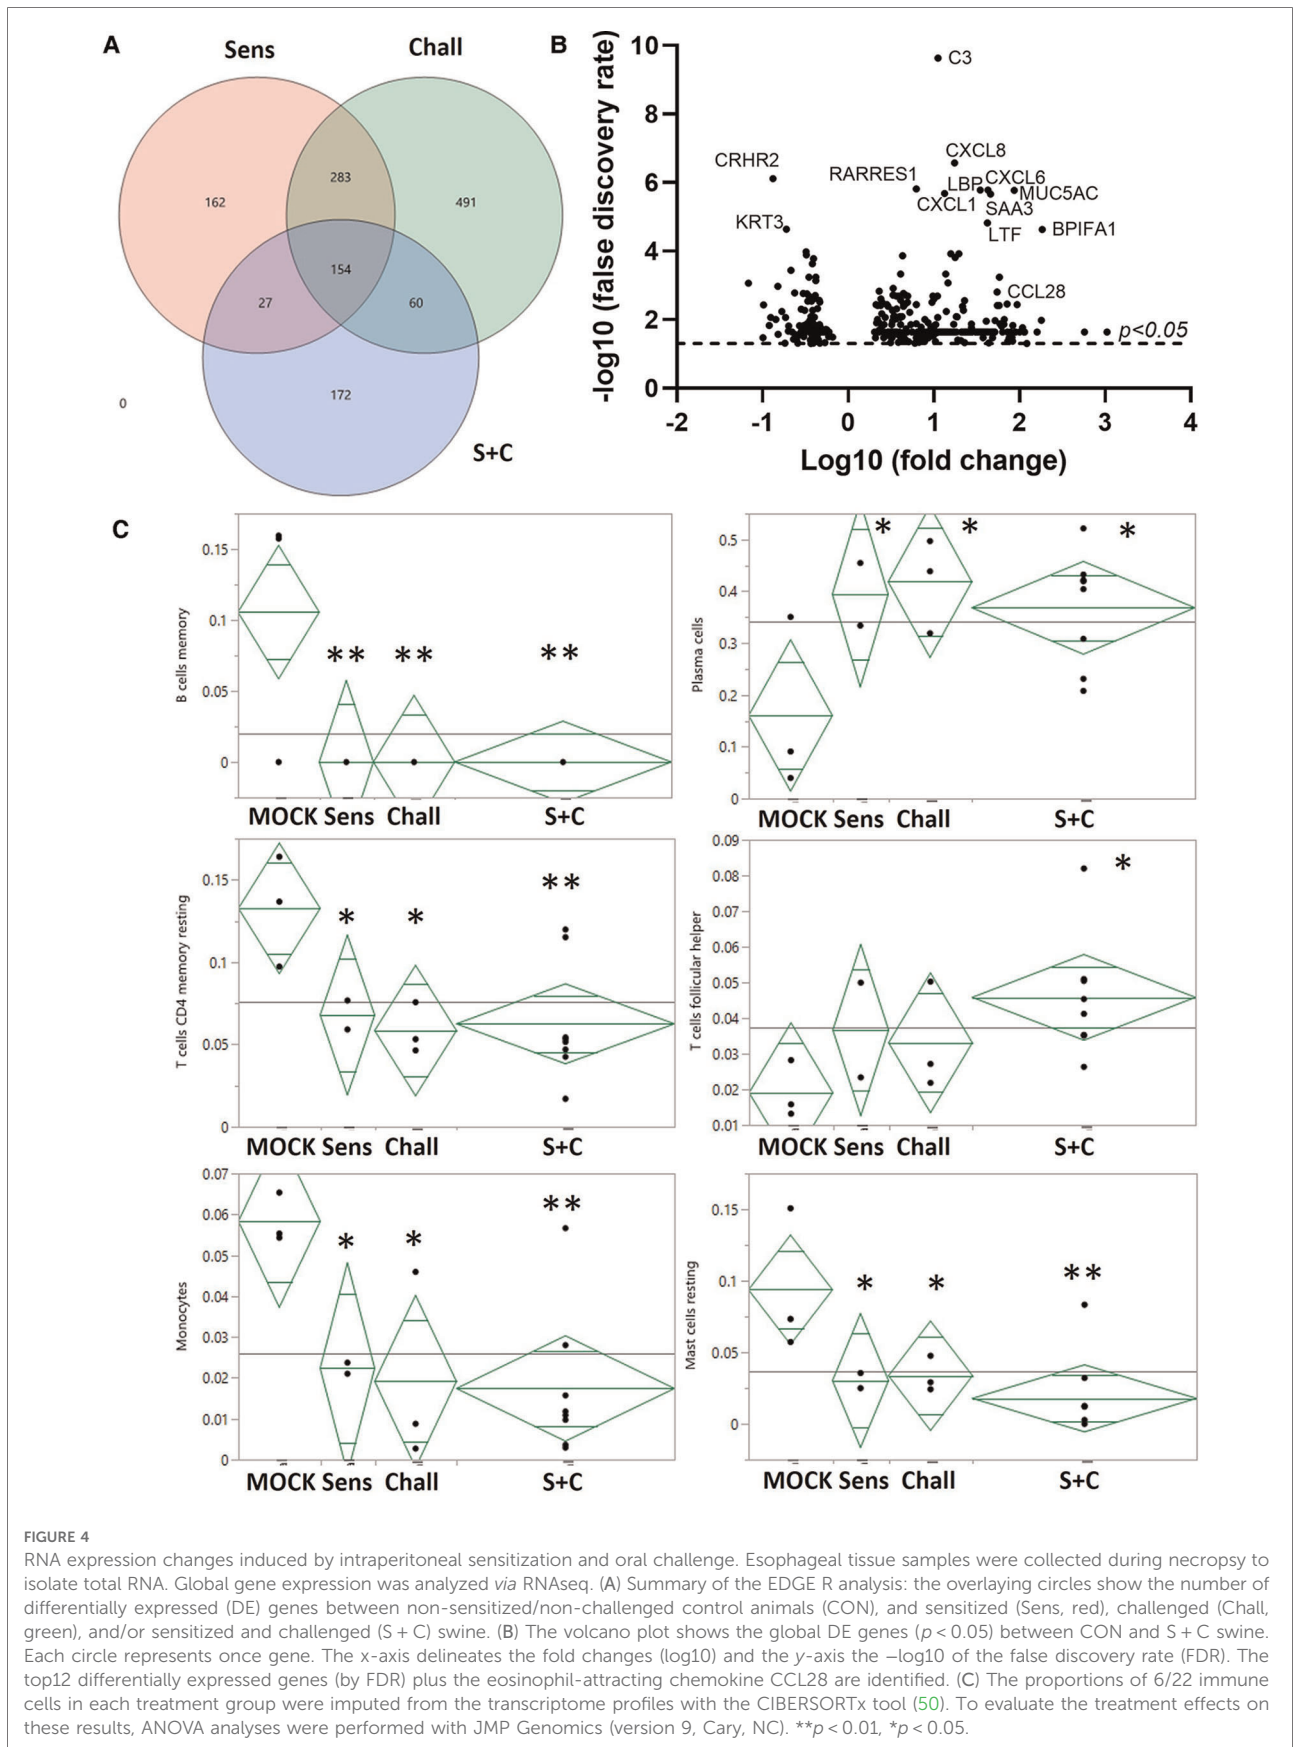 A
Sens
Chall
283
162
491
154
27
60
172
0
S+C
B
-log10 (false discovery rate)
10
8
6
4
2
0
C3
CRHR2
CXCL8
RARRES1
LBP
CXCL6
MUC5AC
CXCL1
SAA3
KRT3
LTF
BPIFA1
CCL28
p<0.05
-2
-1
0
1
2
3
4
Log10 (fold change)
C
B cells memory
0.15
0.1
0.05
0
** ** **
MOCK Sens Chall S+C
Plasma cells
0.5
0.4
0.3
0.2
0.1
0
* * *
MOCK Sens Chall S+C
T cells CD4 memory resting
0.15
0.1
0.05
0
* * **
MOCK Sens Chall S+C
T cells follicular helper
0.09
0.08
0.07
0.06
0.05
0.04
0.03
0.02
0.01
*
MOCK Sens Chall S+C
Monocytes
0.07
0.06
0.05
0.04
0.03
0.02
0.01
0
* * **
MOCK Sens Chall S+C
Mast cells resting
0.15
0.1
0.05
0
* * **
MOCK Sens Chall S+C
FIGURE 4
RNA expression changes induced by intraperitoneal sensitization and oral challenge. Esophageal tissue samples were collected during necropsy to
isolate total RNA. Global gene expression was analyzed via RNAseq. (A) Summary of the EDGE R analysis: the overlaying circles show the number of
differentially expressed (DE) genes between non-sensitized/non-challenged control animals (CON), and sensitized (Sens, red), challenged (Chall,
green), and/or sensitized and challenged (S + C) swine. (B) The volcano plot shows the global DE genes (p < 0.05) between CON and S + C swine.
Each circle represents once gene. The x-axis delineates the fold changes (log10) and the y-axis the −log10 of the false discovery rate (FDR). The
top12 differentially expressed genes (by FDR) plus the eosinophil-attracting chemokine CCL28 are identified. (C) The proportions of 6/22 immune
cells in each treatment group were imputed from the transcriptome profiles with the CIBERSORTx tool (50). To evaluate the treatment effects on
these results, ANOVA analyses were performed with JMP Genomics (version 9, Cary, NC). **p < 0.01, *p < 0.05.